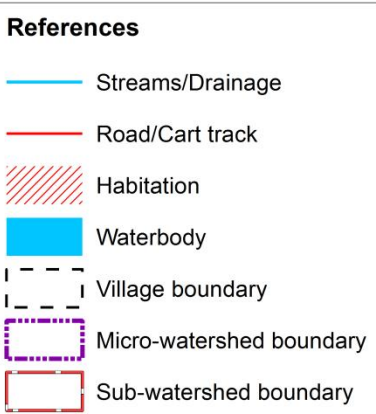 References
Streams/Drainage
Road/Cart track
Habitation
Waterbody
Village boundary
Micro-watershed boundary
Sub-watershed boundary